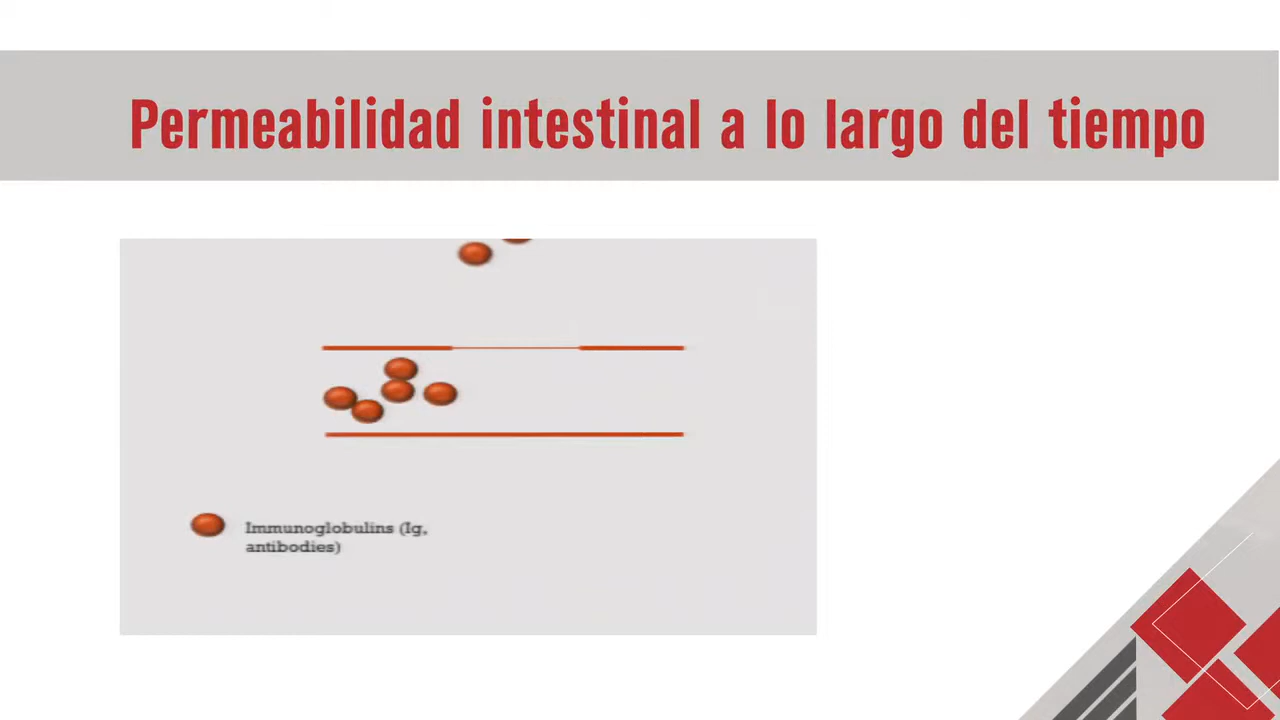 Permeabilidad intestinal a lo largo del tiempo
Immunoglobulins (Ig,
antibodies)